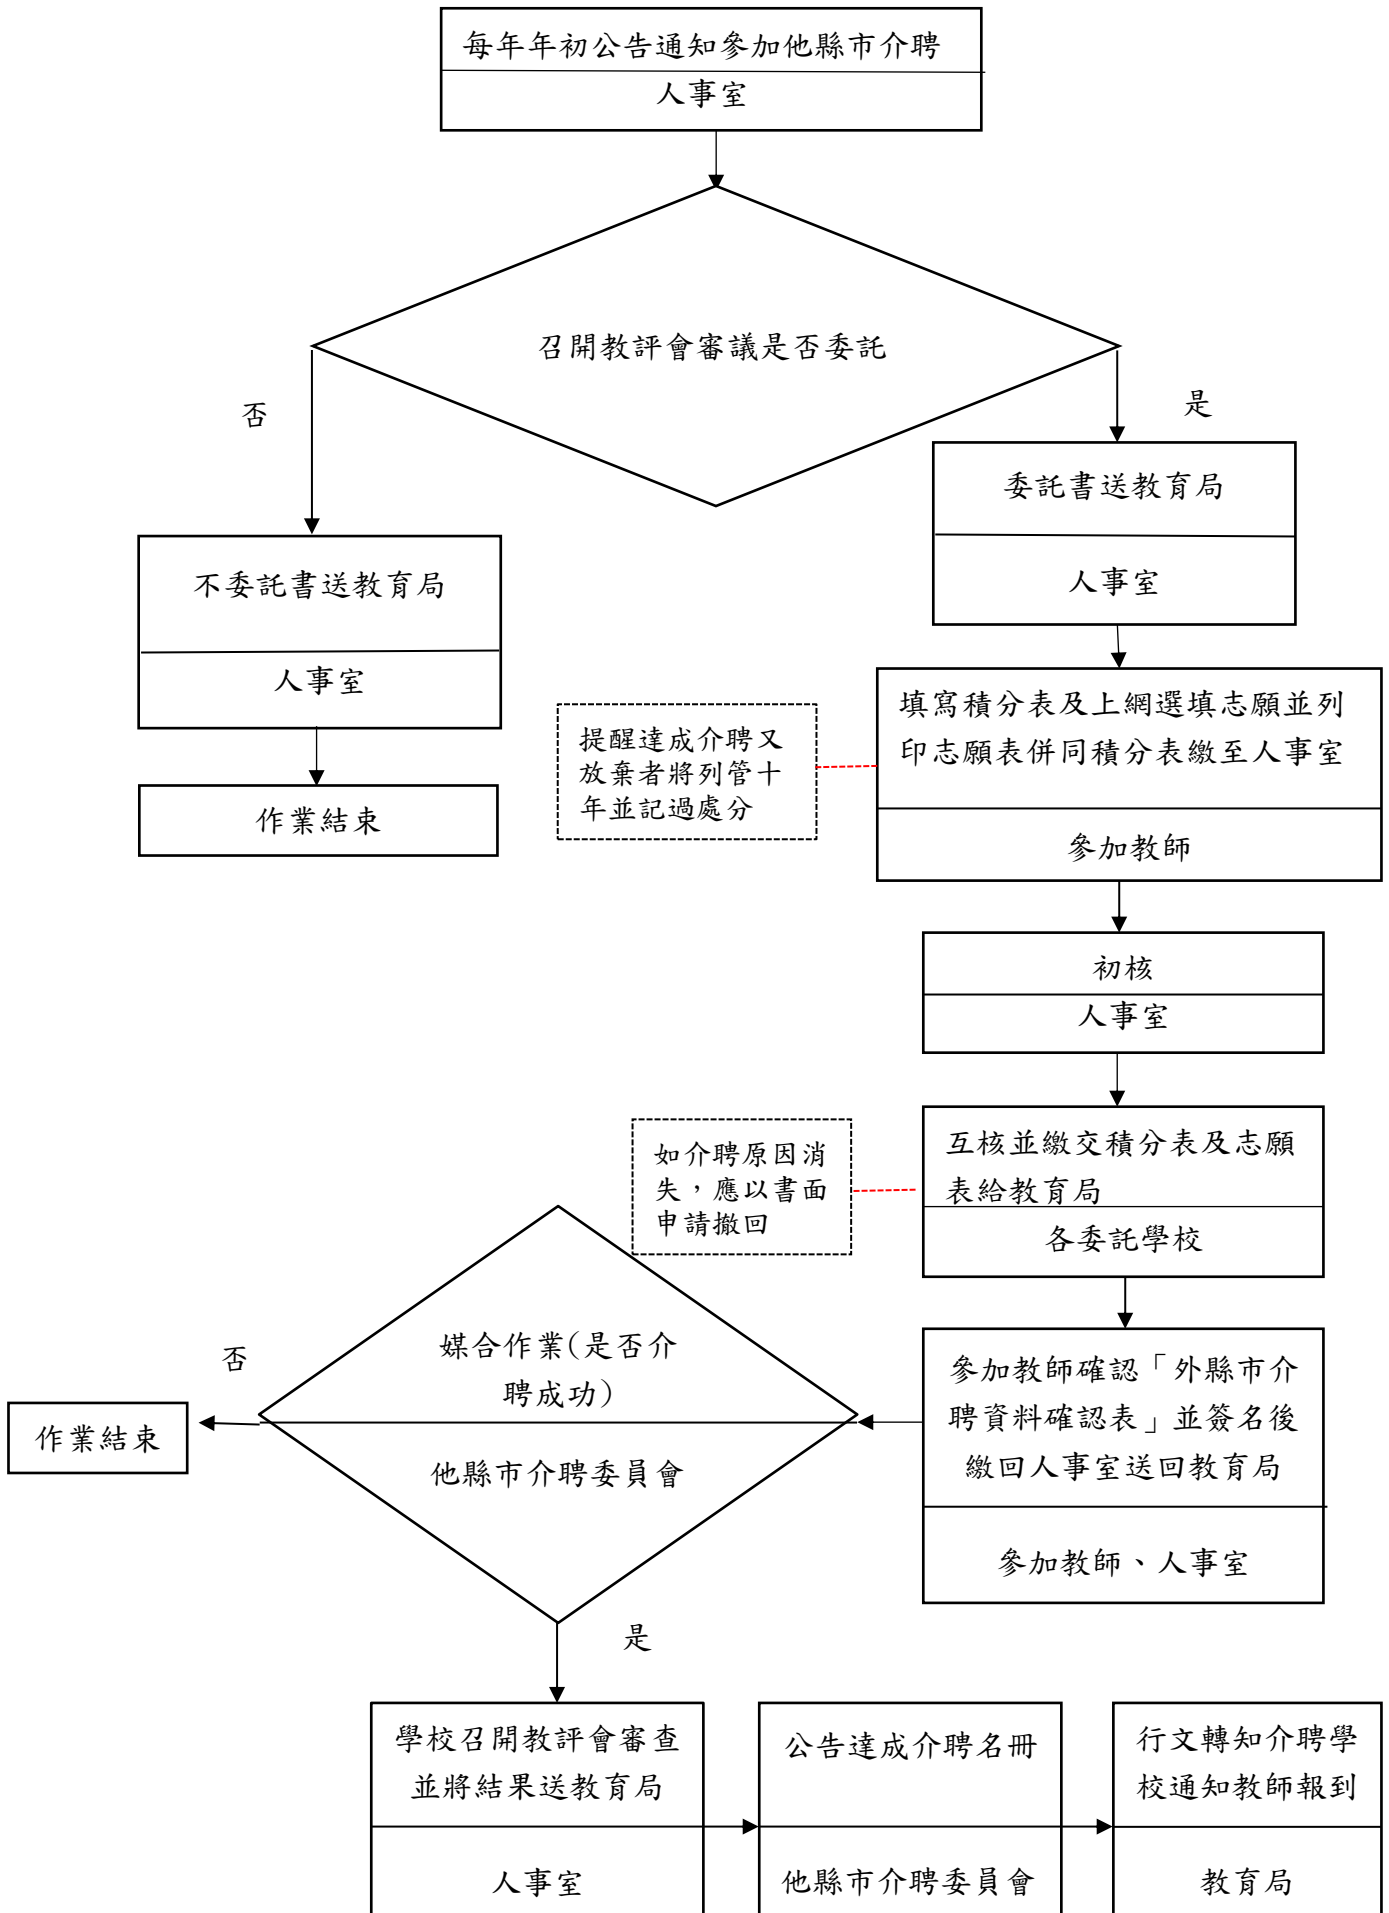 每年年初公告通知參加他縣市介聘
人事室
召開教評會審議是否委託
否
是
委託書送教育局
人事室
不委託書送教育局
人事室
作業結束
提醒達成介聘又
放棄者將列管十
年並記過處分
填寫積分表及上網選填志願並列
印志願表併同積分表繳至人事室
參加教師
初核
人事室
如介聘原因消
失，應以書面
申請撤回
互核並繳交積分表及志願
表給教育局
各委託學校
參加教師確認「外縣市介
聘資料確認表」並簽名後
繳回人事室送回教育局
參加教師、人事室
媒合作業(是否介
聘成功)
他縣市介聘委員會
否
作業結束
是
學校召開教評會審查
並將結果送教育局
人事室
公告達成介聘名冊
他縣市介聘委員會
行文轉知介聘學
校通知教師報到
教育局